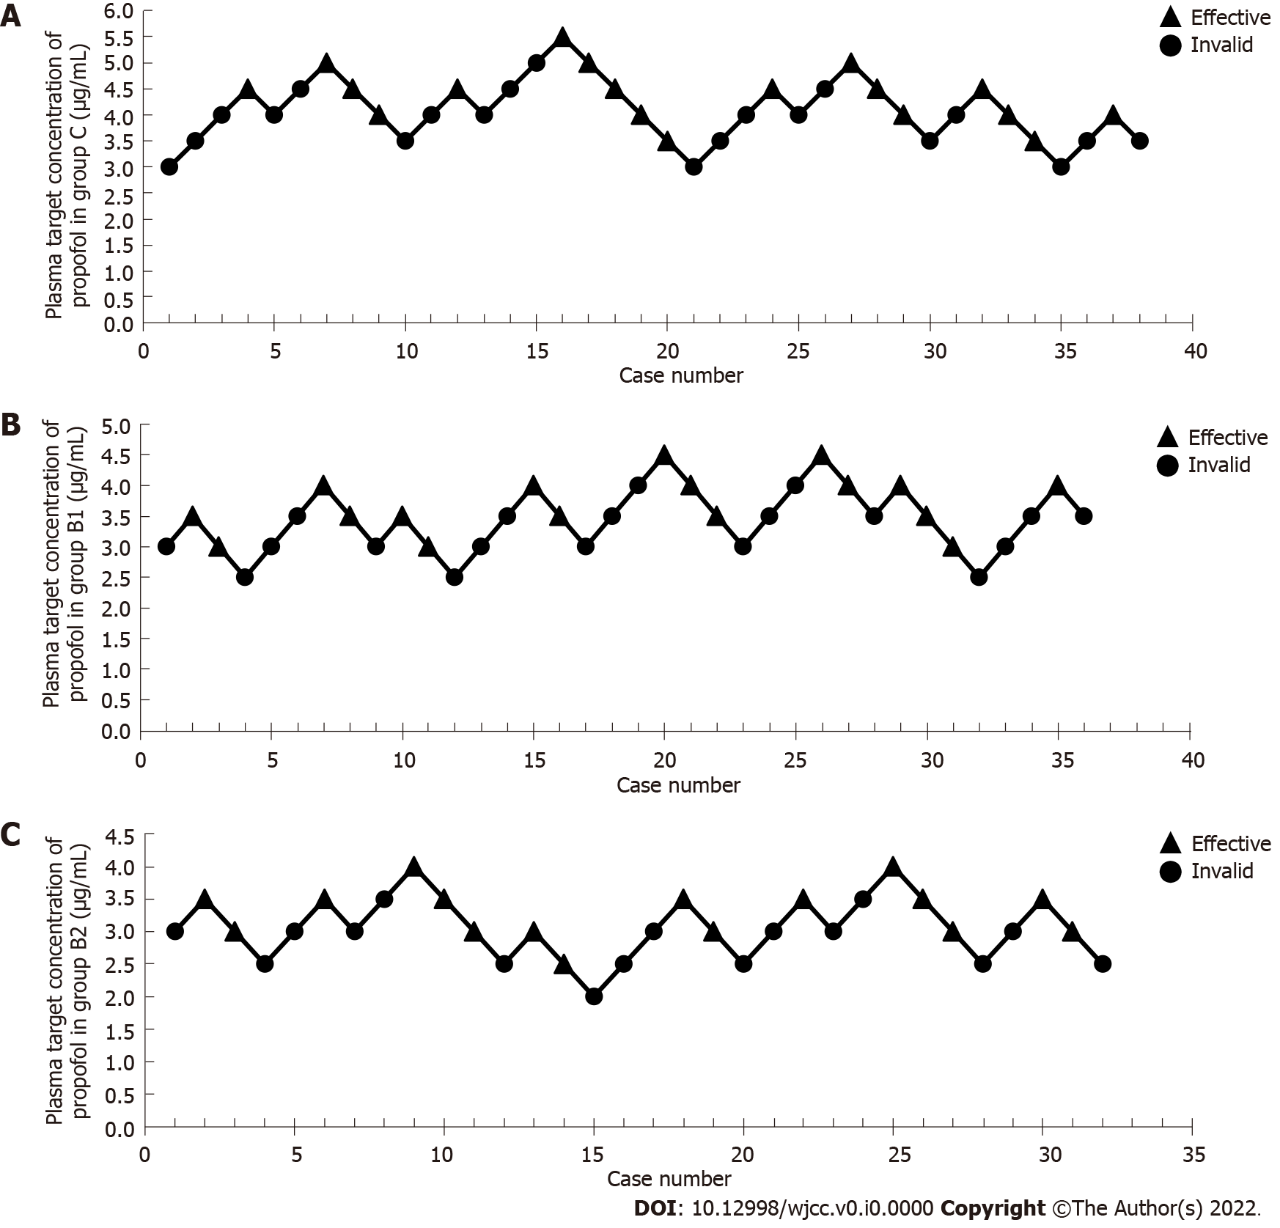 A
Plasma target concentration of
propofol in group C (µg/mL)
6.0
5.5
5.0
4.5
4.0
3.5
3.0
2.5
2.0
1.5
1.0
0.5
0.0
0 5 10 15 20 25 30 35 40
Case number
Effective
Invalid
B
Plasma target concentration of
propofol in group B1 (µg/mL)
5.0
4.5
4.0
3.5
3.0
2.5
2.0
1.5
1.0
0.5
0.0
0 5 10 15 20 25 30 35 40
Case number
Effective
Invalid
C
Plasma target concentration of
propofol in group B2 (µg/mL)
4.5
4.0
3.5
3.0
2.5
2.0
1.5
1.0
0.5
0.0
0 5 10 15 20 25 30 35
Case number
Effective
Invalid
DOI: 10.12998/wjcc.v0.i0.0000 Copyright ©The Author(s) 2022.